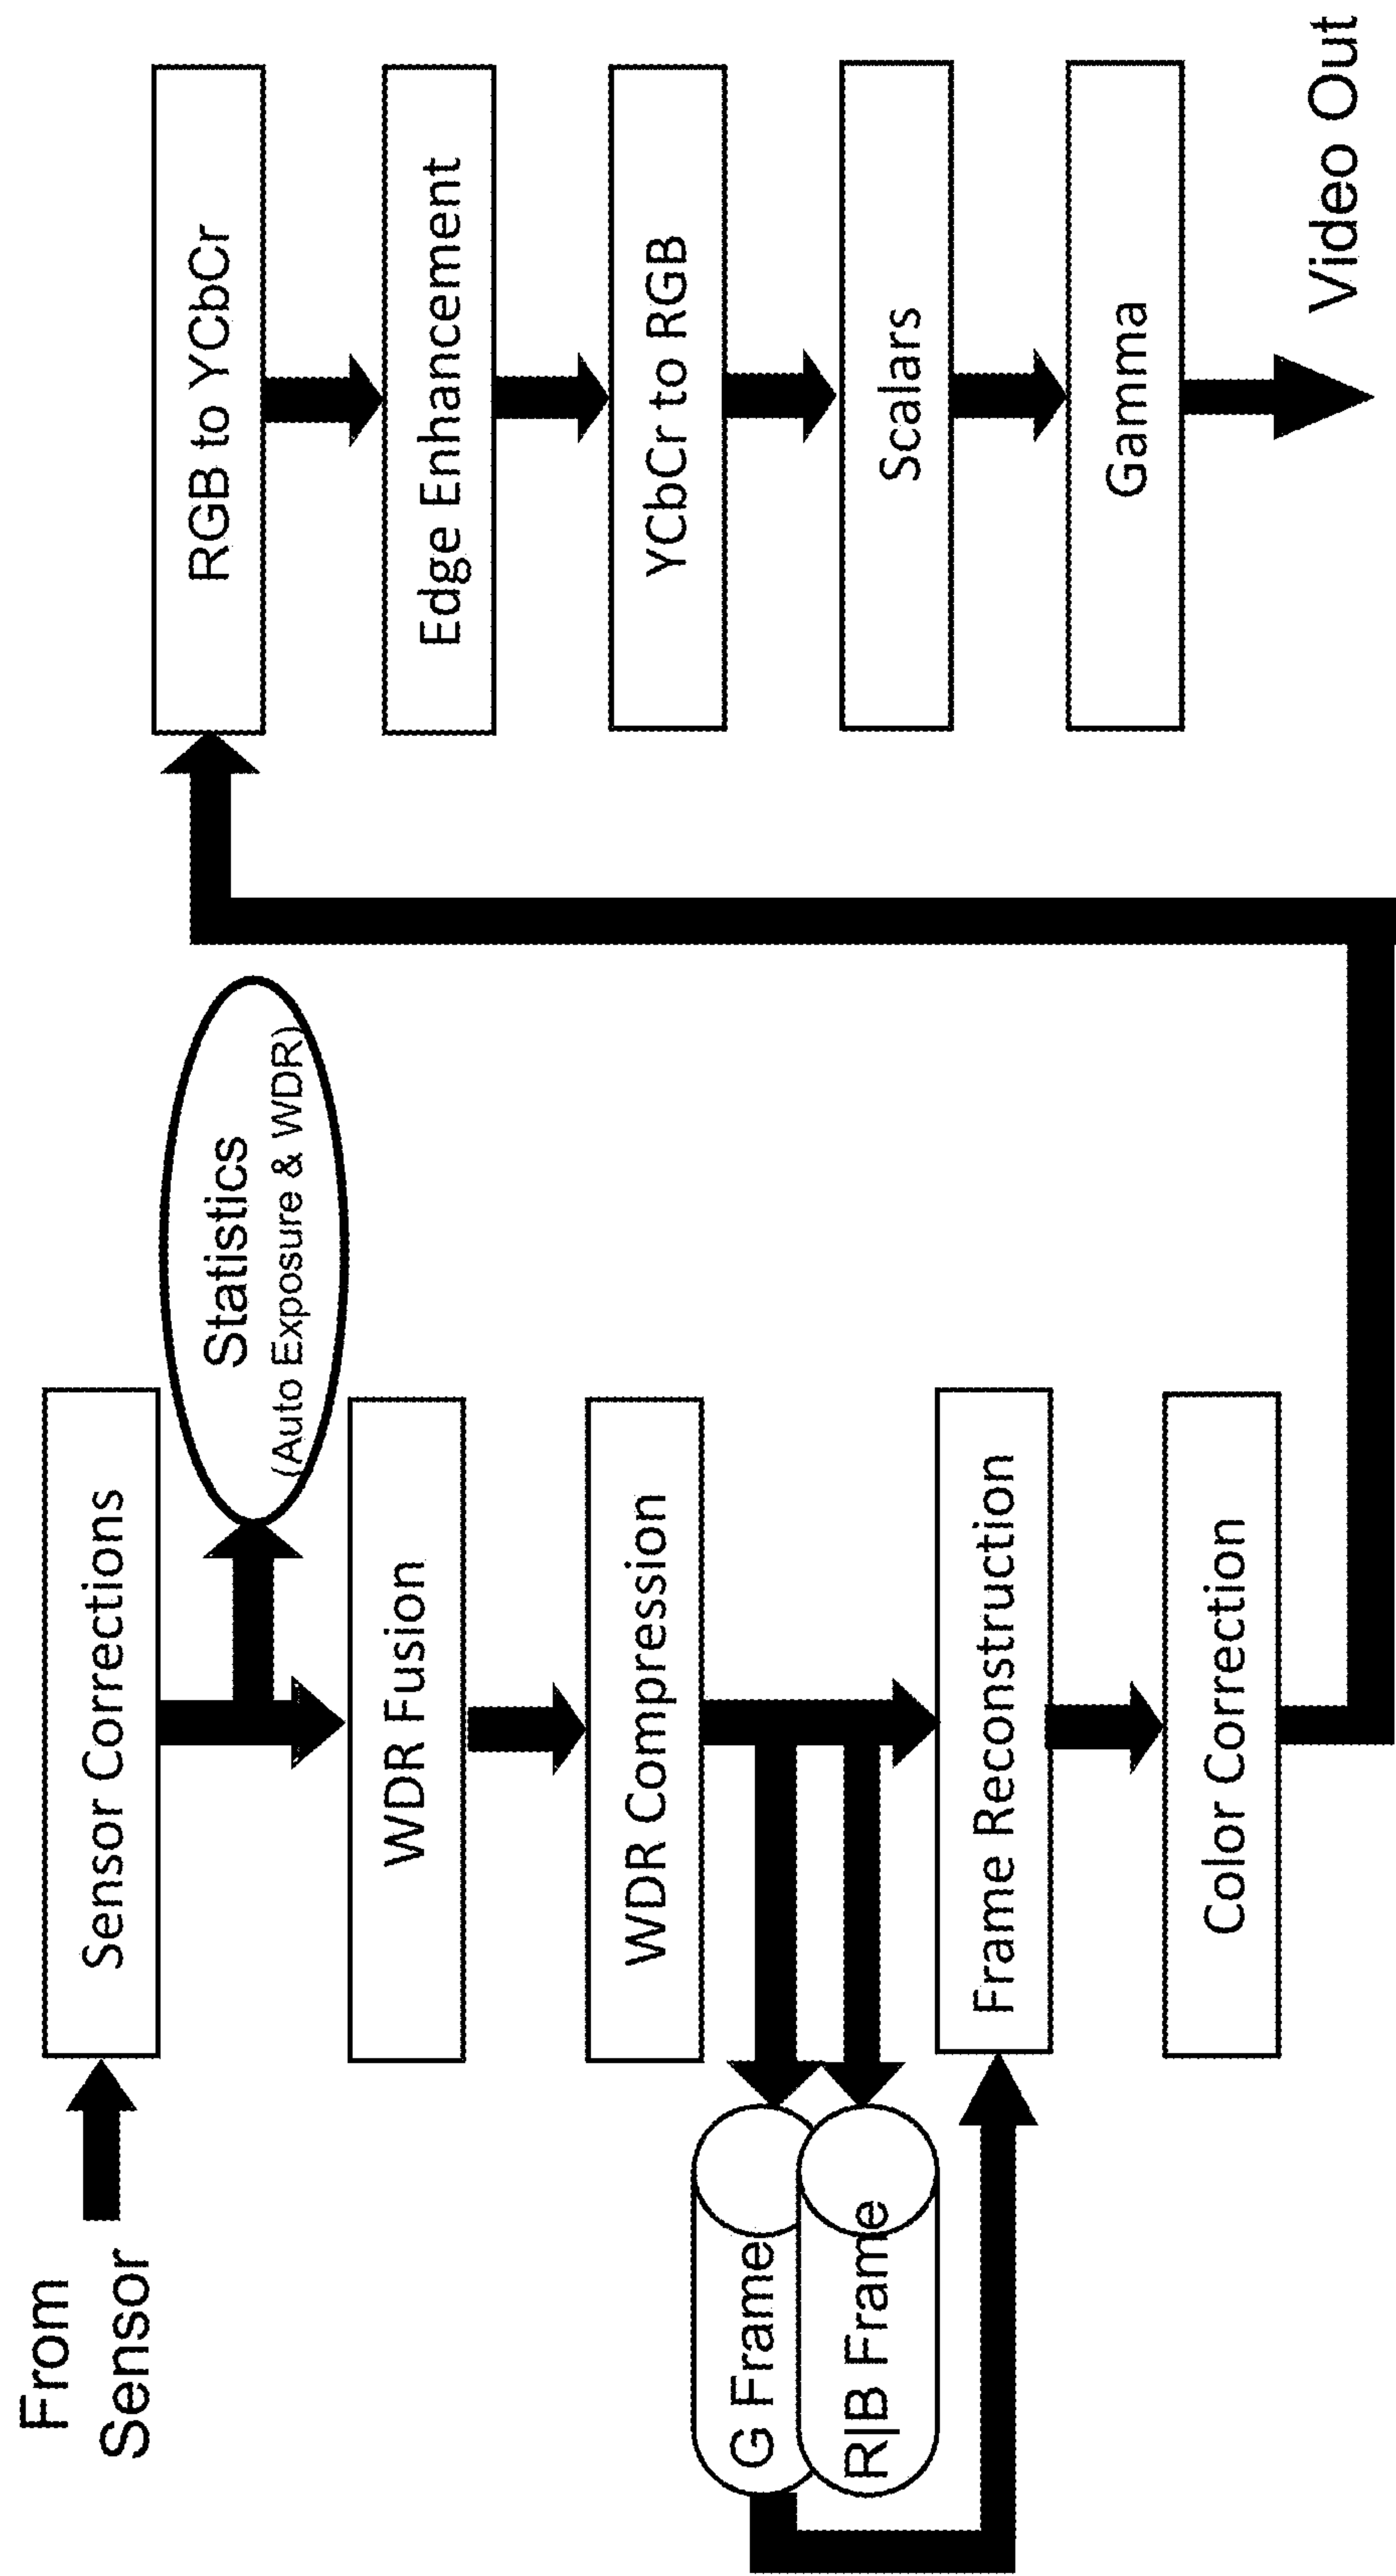 From
Sensor
Sensor Corrections
Statistics
(Auto Exposure & WDR)
WDR Fusion
WDR Compression
G Frame
R|B Frame
Frame Reconstruction
Color Correction
RGB to YCbCr
Edge Enhancement
YCbCr to RGB
Scalars
Gamma
Video Out